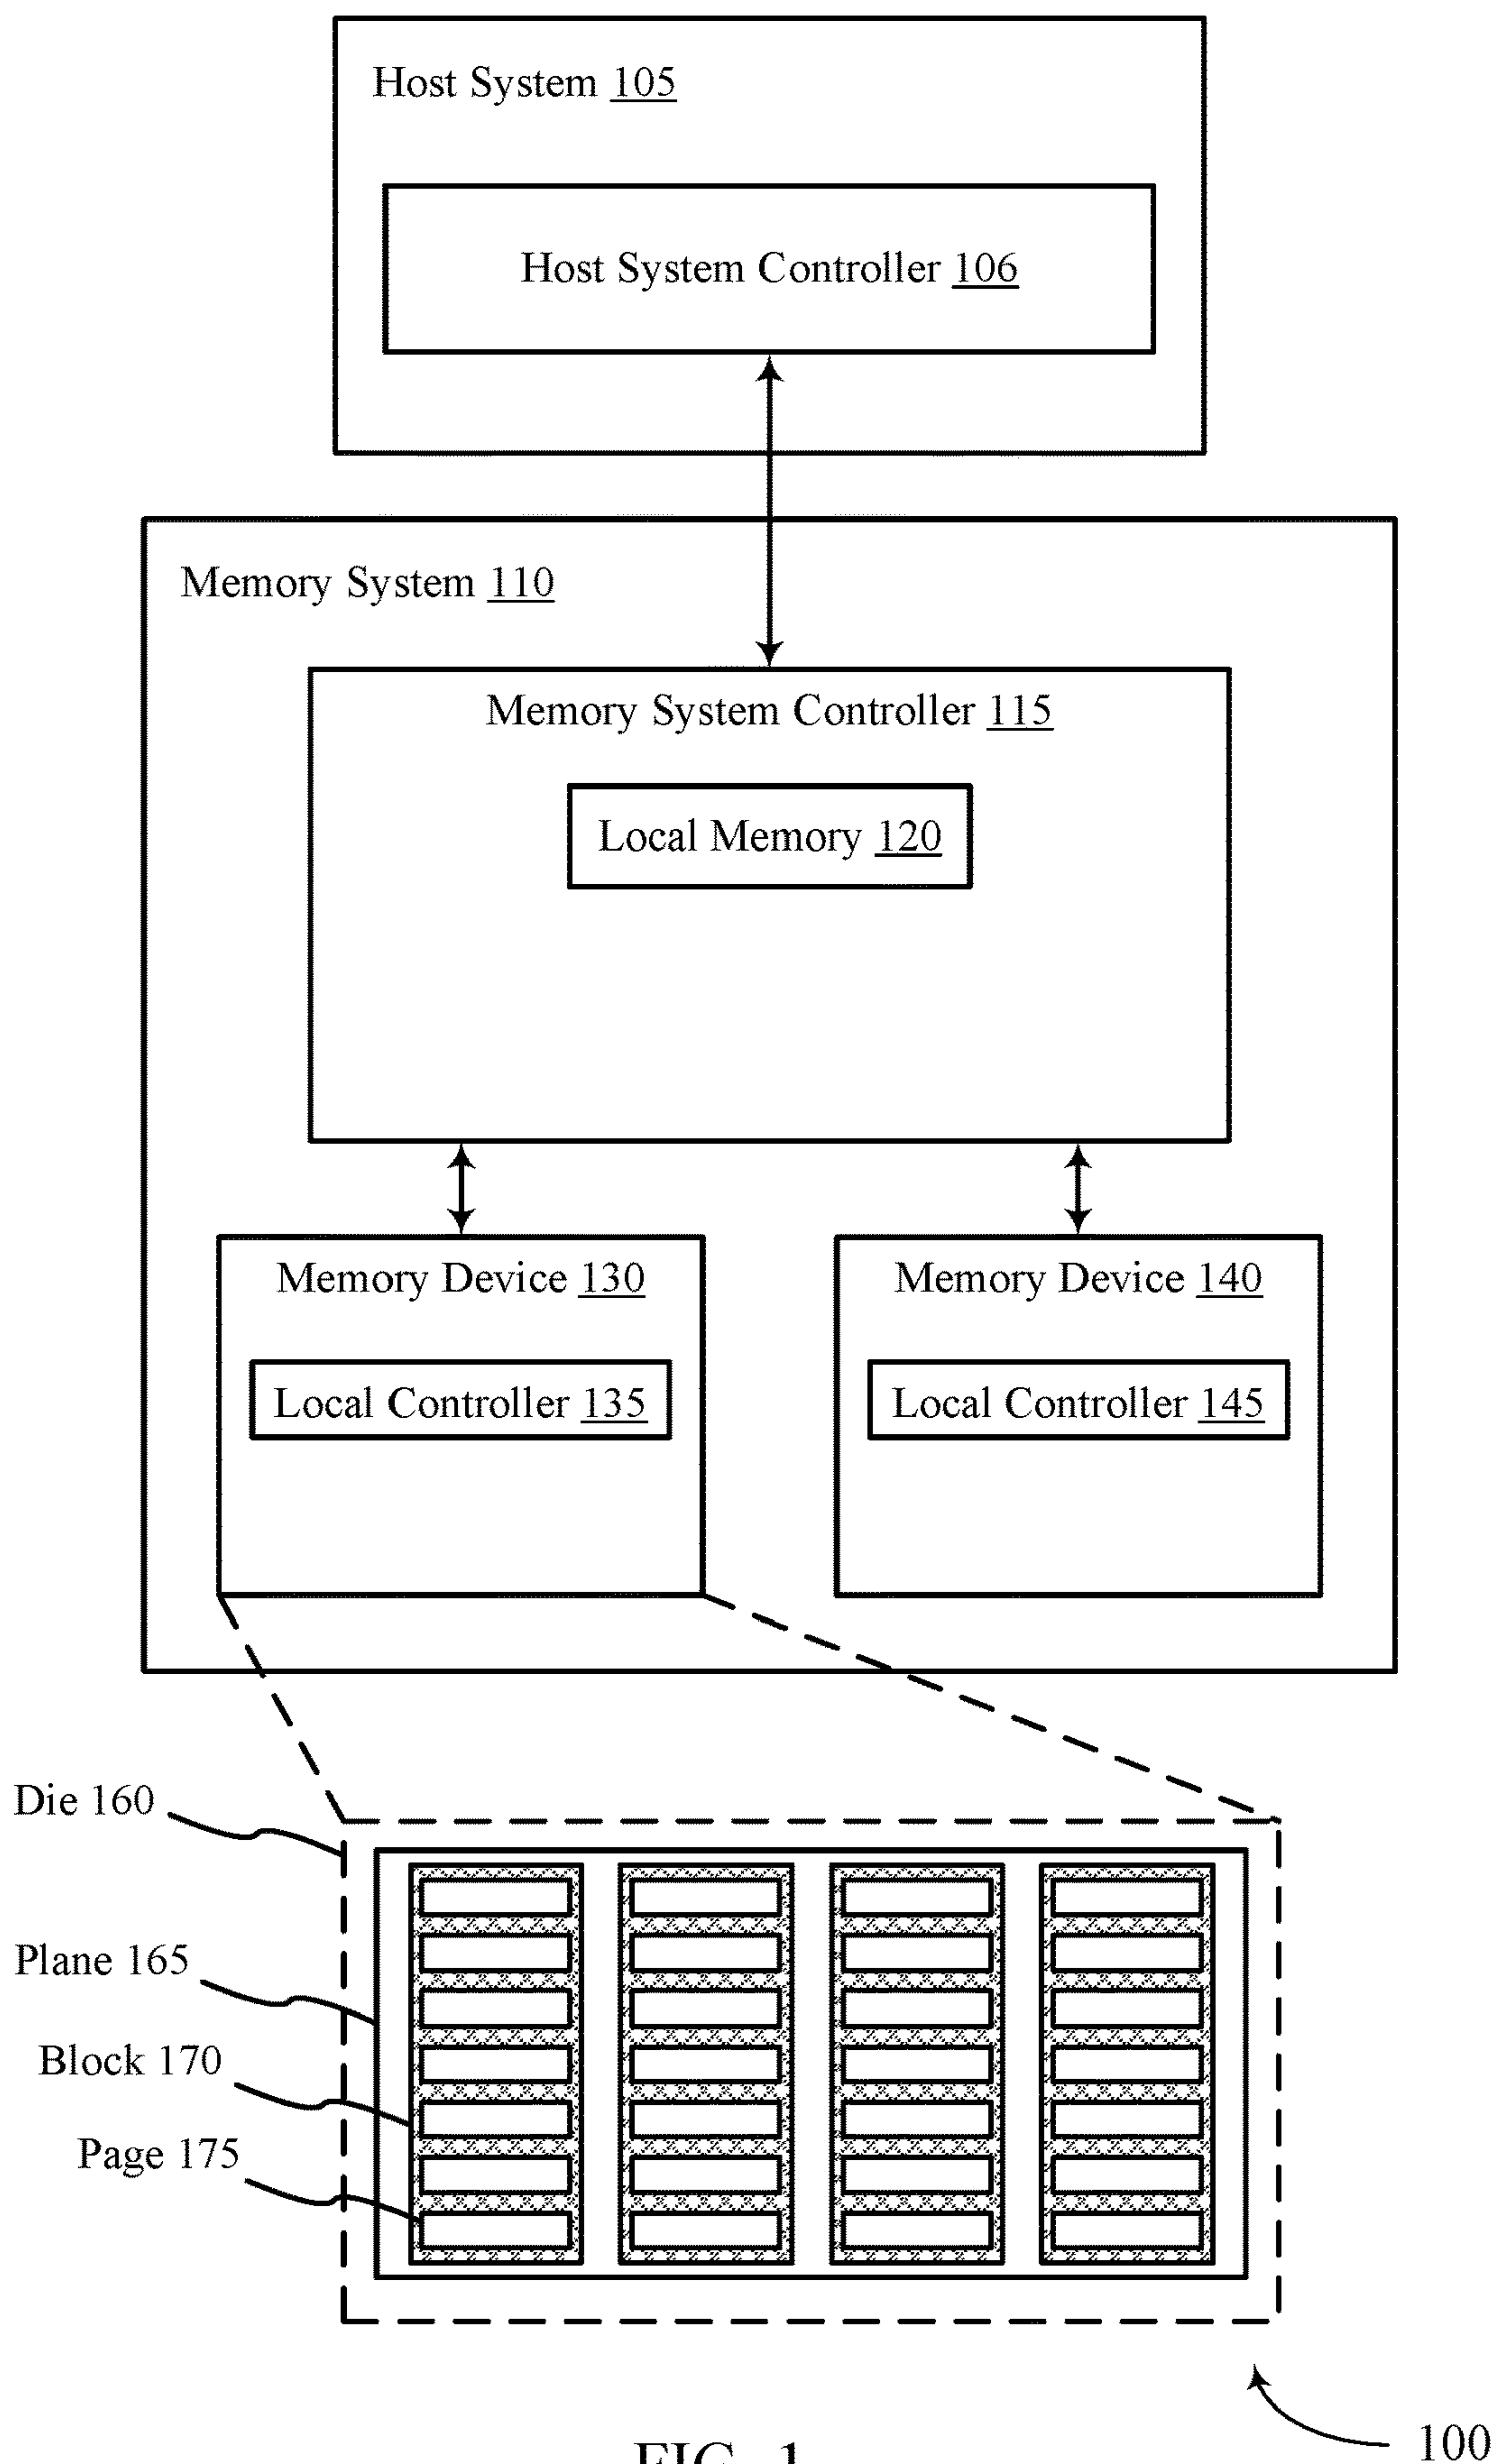 Host System 105
Host System Controller 106
Memory System 110
Memory System Controller 115
Local Memory 120
Memory Device 130
Memory Device 140
Local Controller 135
Local Controller 145
Die 160
Plane 165
Block 170
Page 175
100
FIG. 1